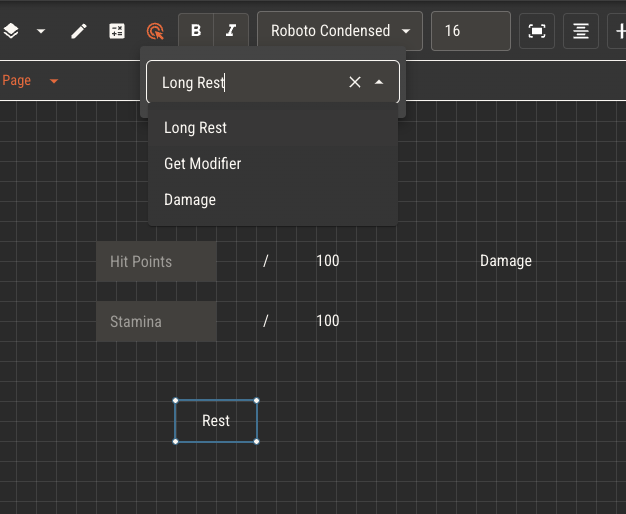 B I Roboto Condensed 16
Page
Long Rest
Long Rest
Get Modifier
Damage
Hit Points / 100 Damage
Stamina / 100
Rest